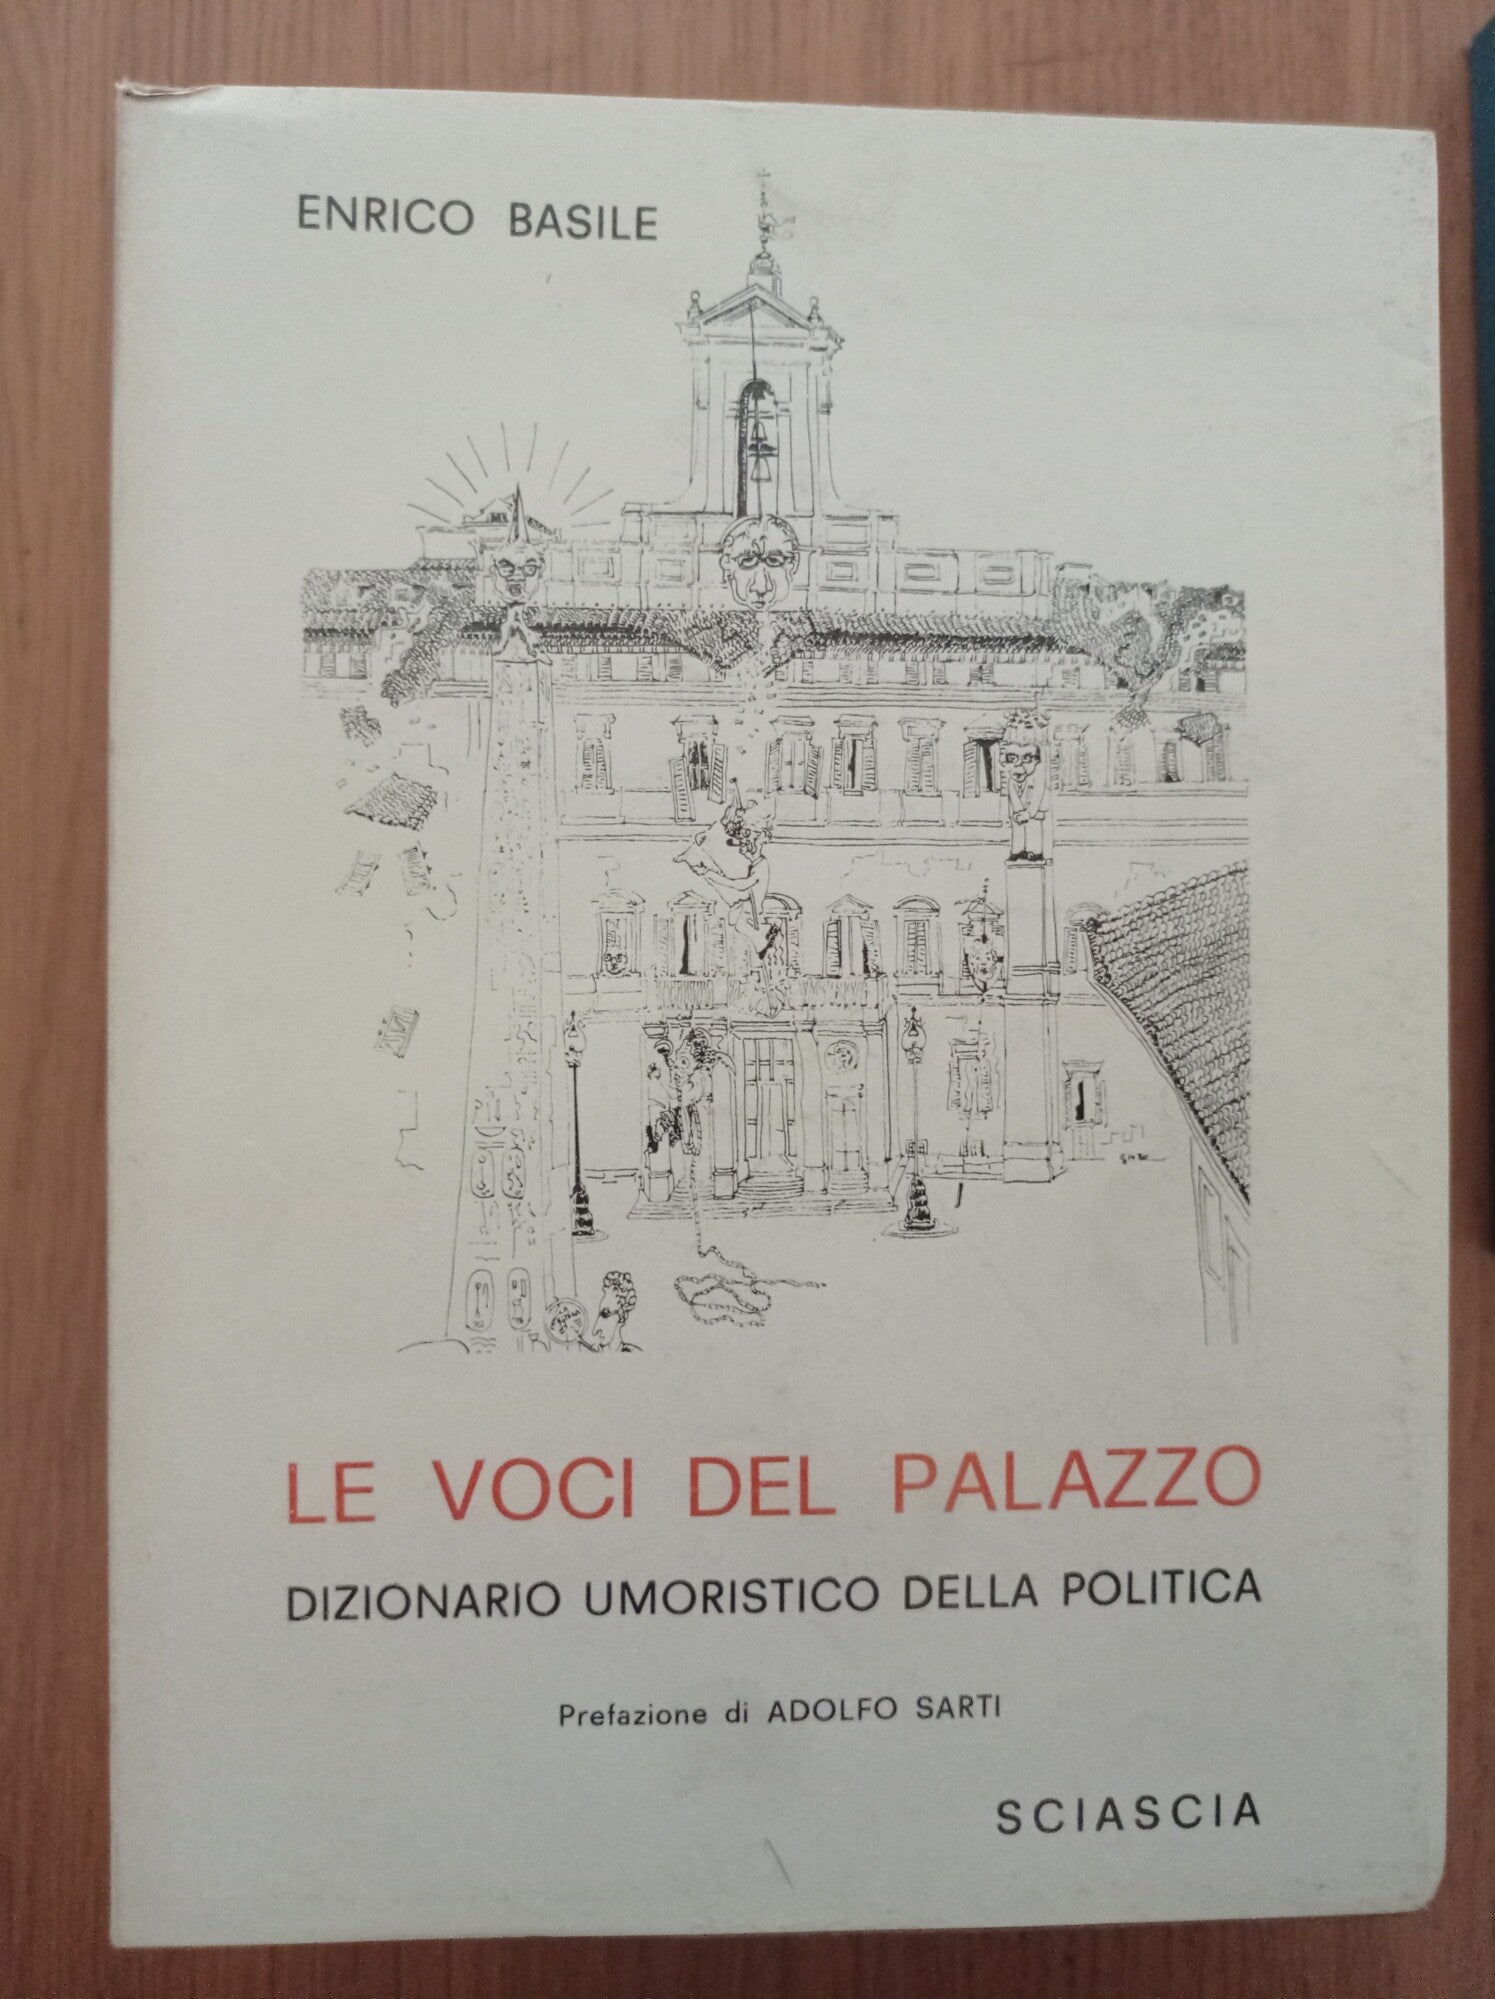 ENRICO BASILE
LE VOCI DEL PALAZZO
DIZIONARIO UMORISTICO DELLA POLITICA
Prefazione di ADOLFO SARTI
SCIASCIA